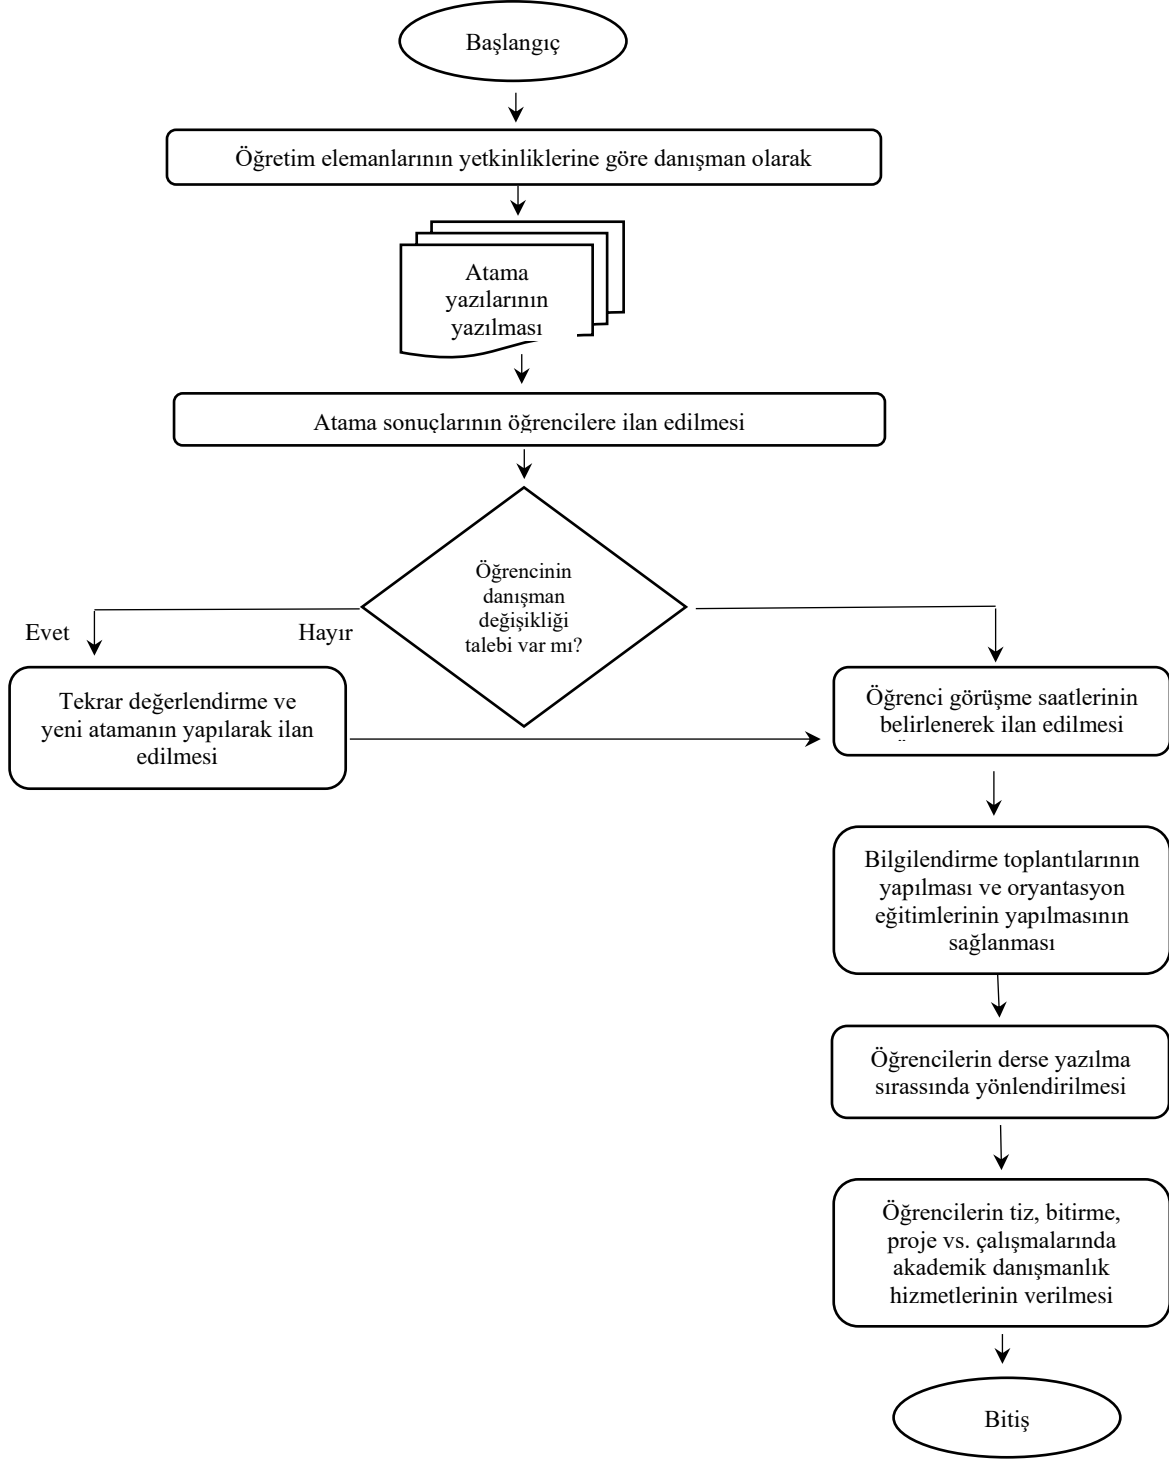 Başlangıç
Öğretim elemanlarının yetkinliklerine göre danışman olarak
Atama
yazılarının
yazılması
Atama sonuçlarının öğrencilere ilan edilmesi
Öğrencinin
danışman
değişikliği
talebi var mı?
Evet
Hayır
Tekrar değerlendirme ve
yeni atamanın yapılarak ilan
edilmesi
Öğrenci görüşme saatlerinin
belirlenerek ilan edilmesi
Bilgilendirme toplantılarının
yapılması ve oryantasyon
eğitimlerinin yapılmasının
sağlanması
Öğrencilerin derse yazılma
sırassında yönlendirilmesi
Öğrencilerin tiz, bitirme,
proje vs. çalışmalarında
akademik danışmanlık
hizmetlerinin verilmesi
Bitiş